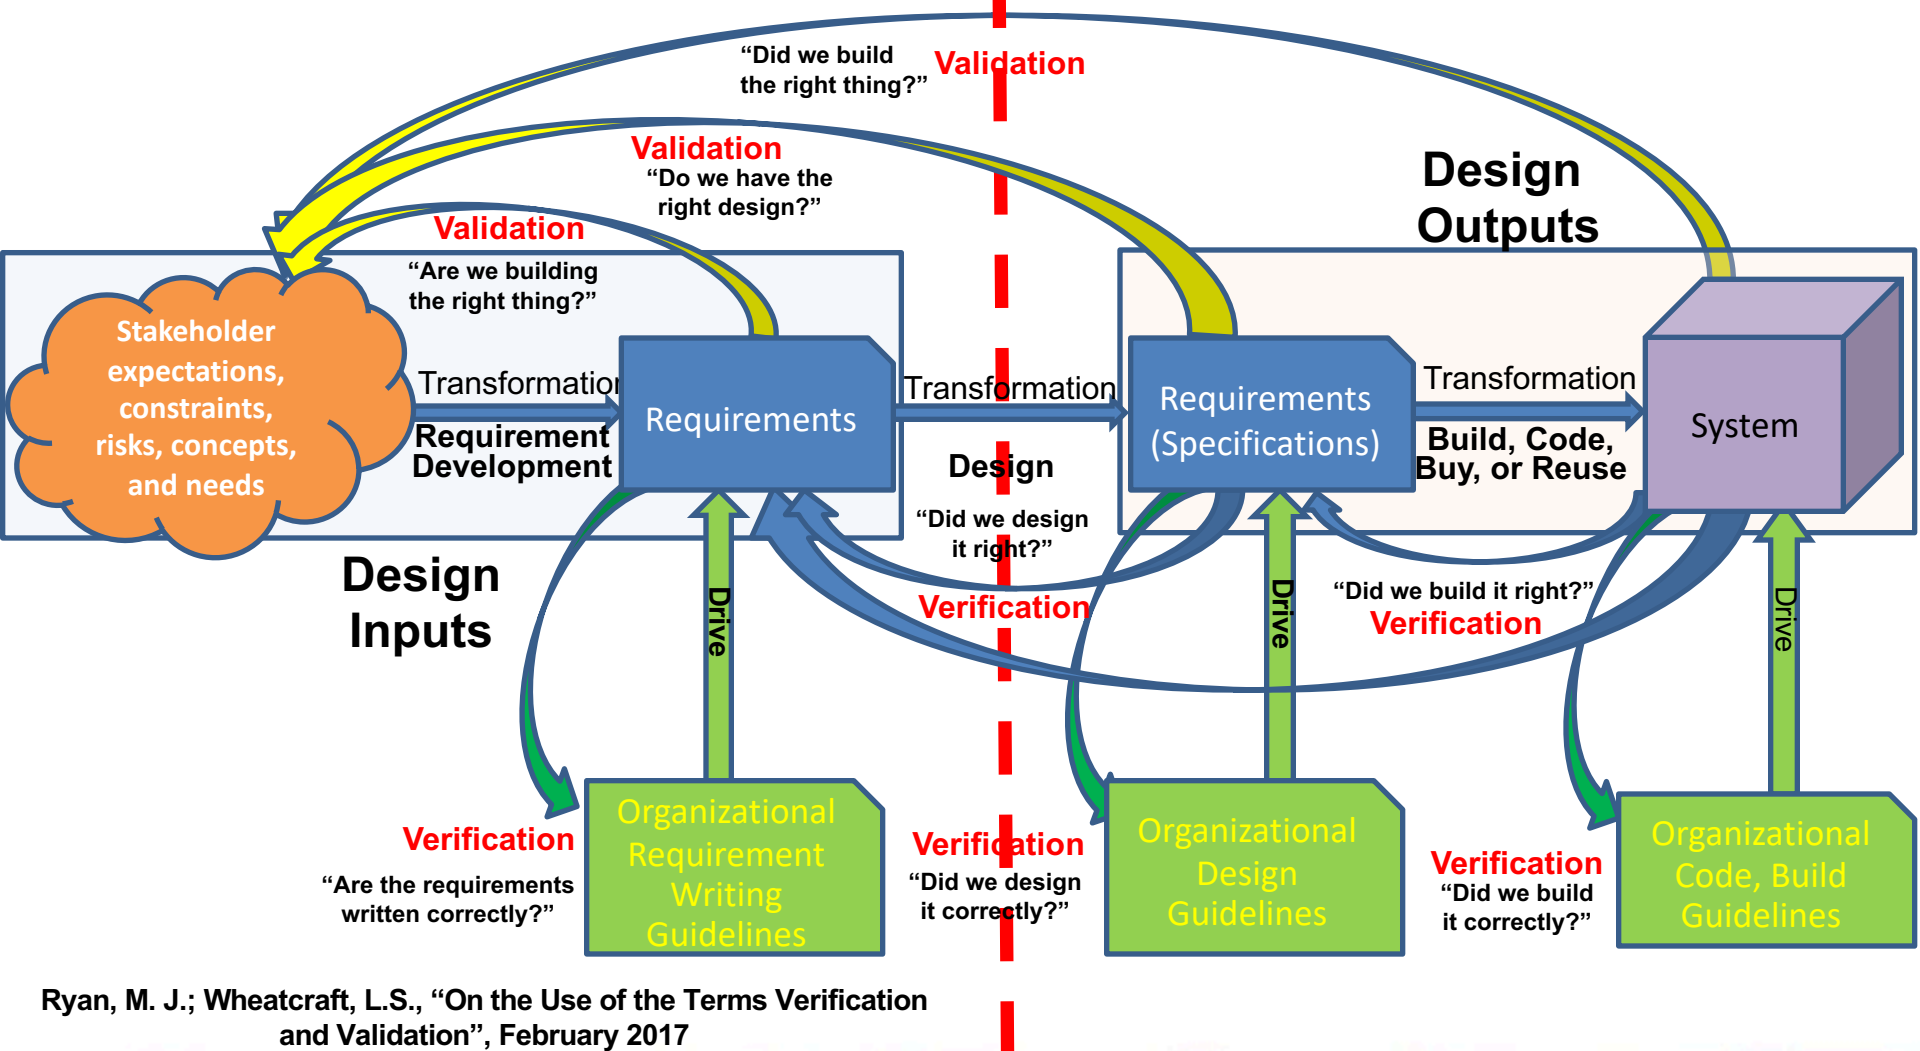 “Did we build
the right thing?”
Validation
Validation
“Do we have the
right design?”
Design
Outputs
Validation
“Are we building
the right thing?”
Stakeholder
expectations,
constraints,
risks, concepts,
and needs
Transformation
Requirement
Development
Requirements
Transformation
Design
“Did we design
it right?”
Verification
Requirements
(Specifications)
Transformation
Build, Code,
Buy, or Reuse
System
Design
Inputs
“Did we build it right?”
Verification
Drive
Drive
Drive
Verification
“Are the requirements
written correctly?”
Organizational
Requirement
Writing
Guidelines
Verification
“Did we design
it correctly?”
Organizational
Design
Guidelines
Verification
“Did we build
it correctly?”
Organizational
Code, Build
Guidelines
Ryan, M. J.; Wheatcraft, L.S., “On the Use of the Terms Verification
and Validation”, February 2017